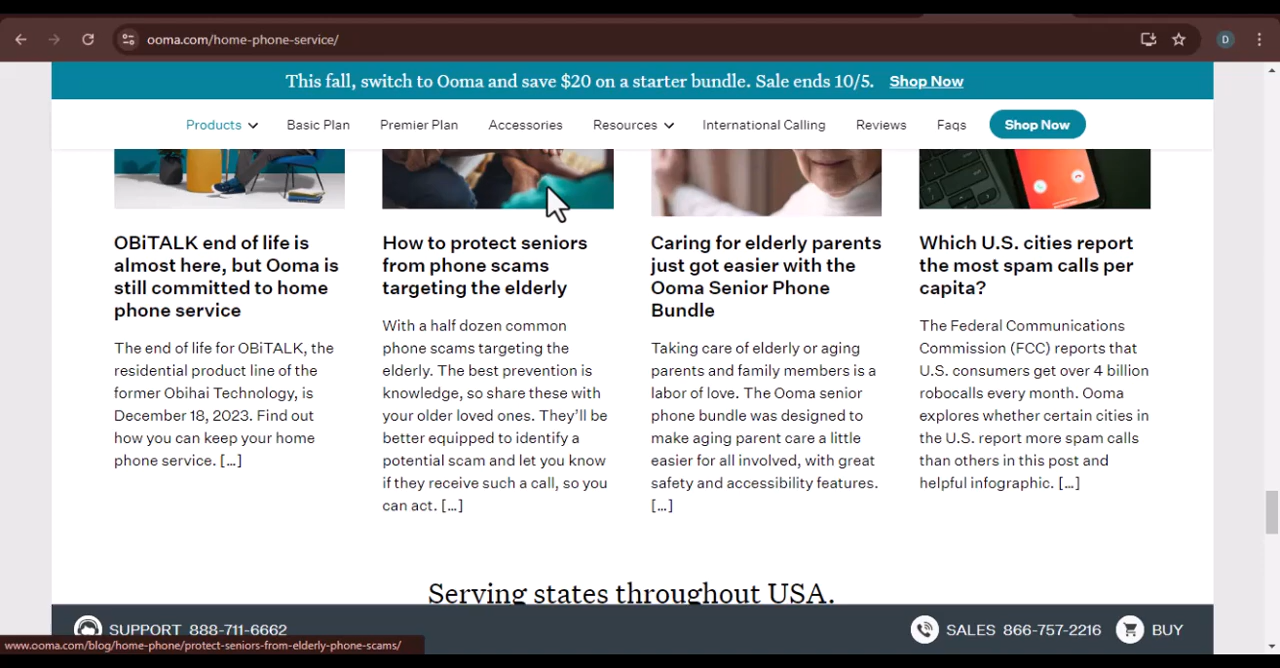 ooma.com/home-phone-service/
D
This fall, switch to Ooma and save $20 on a starter bundle. Sale ends 10/5. Shop Now
Products Basic Plan Premier Plan Accessories Resources International Calling Reviews Faqs Shop Now
OBiTALK end of life is
almost here, but Ooma is
still committed to home
phone service
The end of life for OBiTALK, the
residential product line of the
former Obihai Technology, is
December 18, 2023. Find out
how you can keep your home
phone service. [...]
How to protect seniors
from phone scams
targeting the elderly
With a half dozen common
phone scams targeting the
elderly. The best prevention is
knowledge, so share these with
your older loved ones. They’ll be
better equipped to identify a
potential scam and let you know
if they receive such a call, so you
can act. [...]
Caring for elderly parents
just got easier with the
Ooma Senior Phone
Bundle
Taking care of elderly or aging
parents and family members is a
labor of love. The Ooma senior
phone bundle was designed to
make aging parent care a little
easier for all involved, with great
safety and accessibility features.
[...]
Which U.S. cities report
the most spam calls per
capita?
The Federal Communications
Commission (FCC) reports that
U.S. consumers get over 4 billion
robocalls every month. Ooma
explores whether certain cities in
the U.S. report more spam calls
than others in this post and
helpful infographic. [...]
Serving states throughout USA.
SUPPORT 888-711-6662
SALES 866-757-2216
BUY
www.ooma.com/blog/home-phone/protect-seniors-from-elderly-phone-scams/